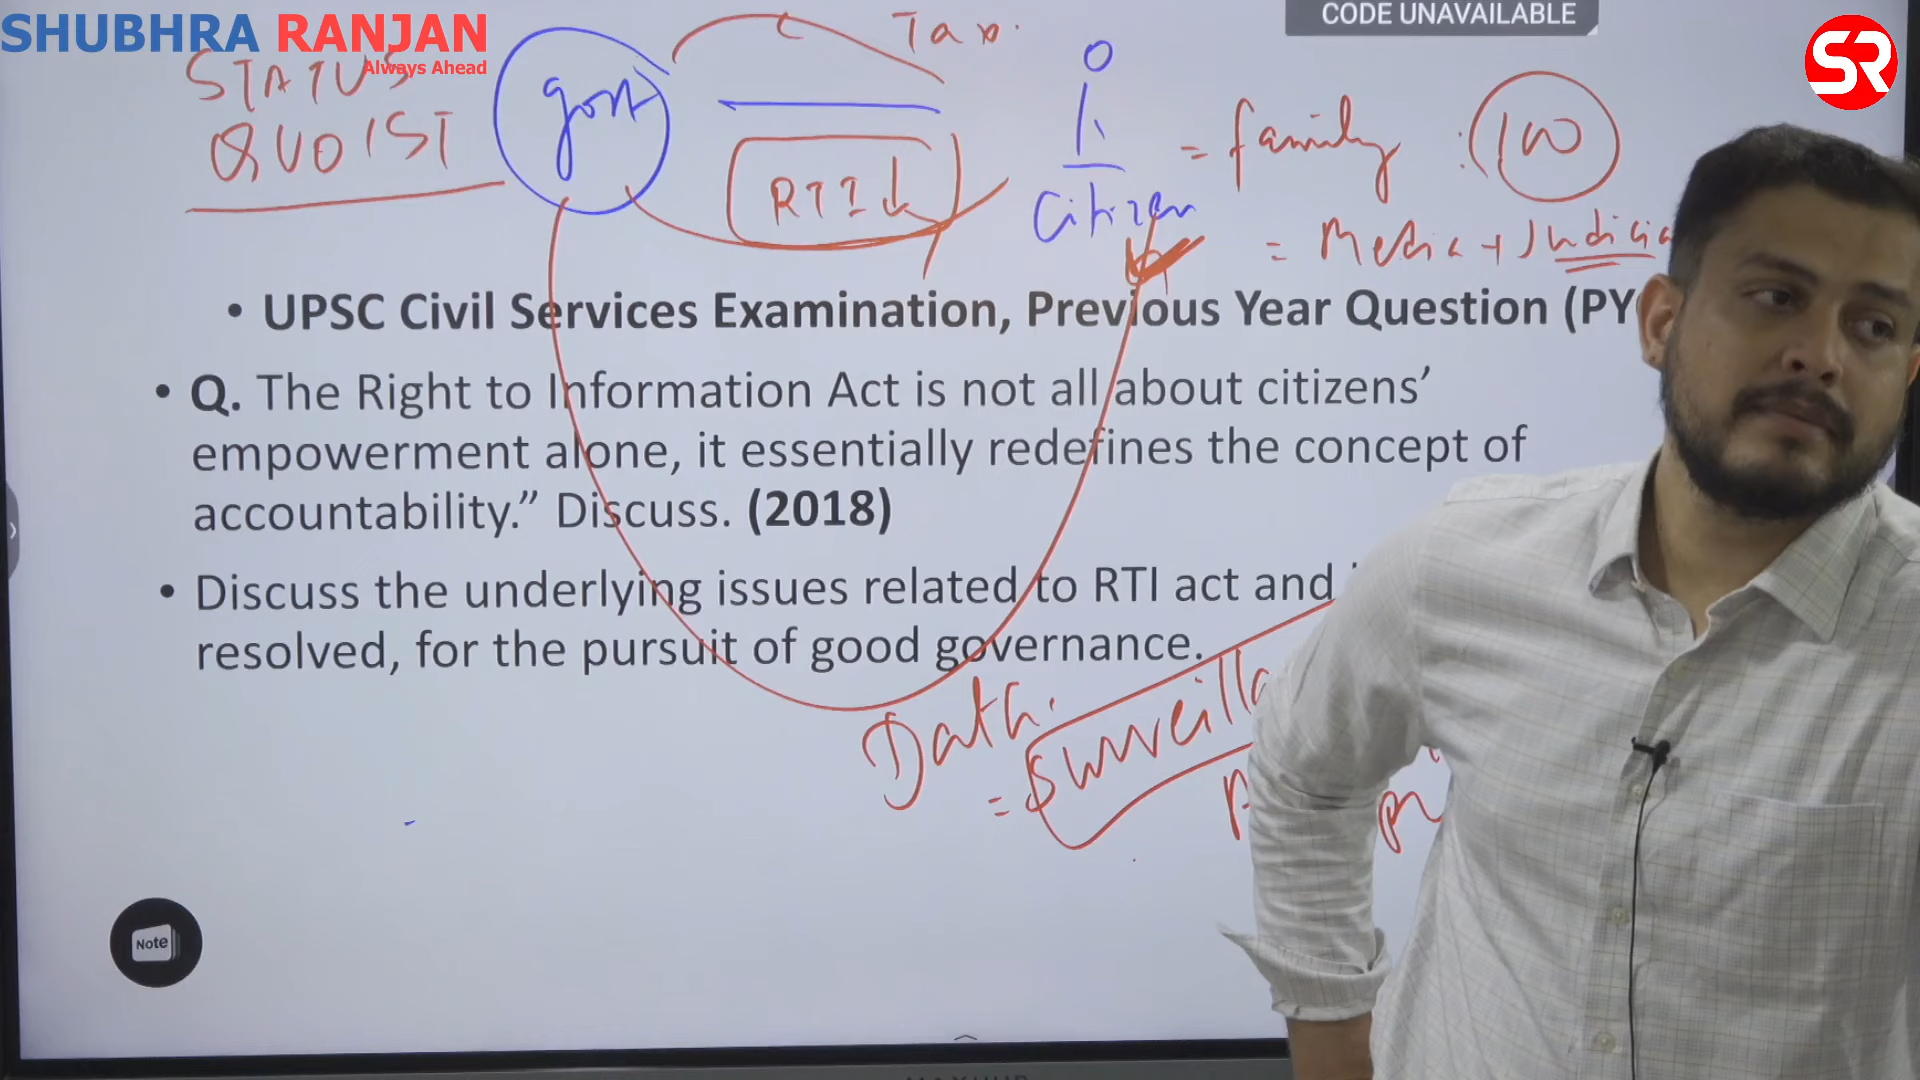 SHUBHRA RANJAN
Always Ahead
CODE UNAVAILABLE
SR
Tax.
STATUS
QUOIST
govt
RTI ↓
Citizen
= family : 100
= Media + Judicia
• UPSC Civil Services Examination, Previous Year Question (PY
• Q. The Right to Information Act is not all about citizens’
empowerment alone, it essentially redefines the concept of
accountability.” Discuss. (2018)
• Discuss the underlying issues related to RTI act and
resolved, for the pursuit of good governance.
Data.
= Surveilla
Note